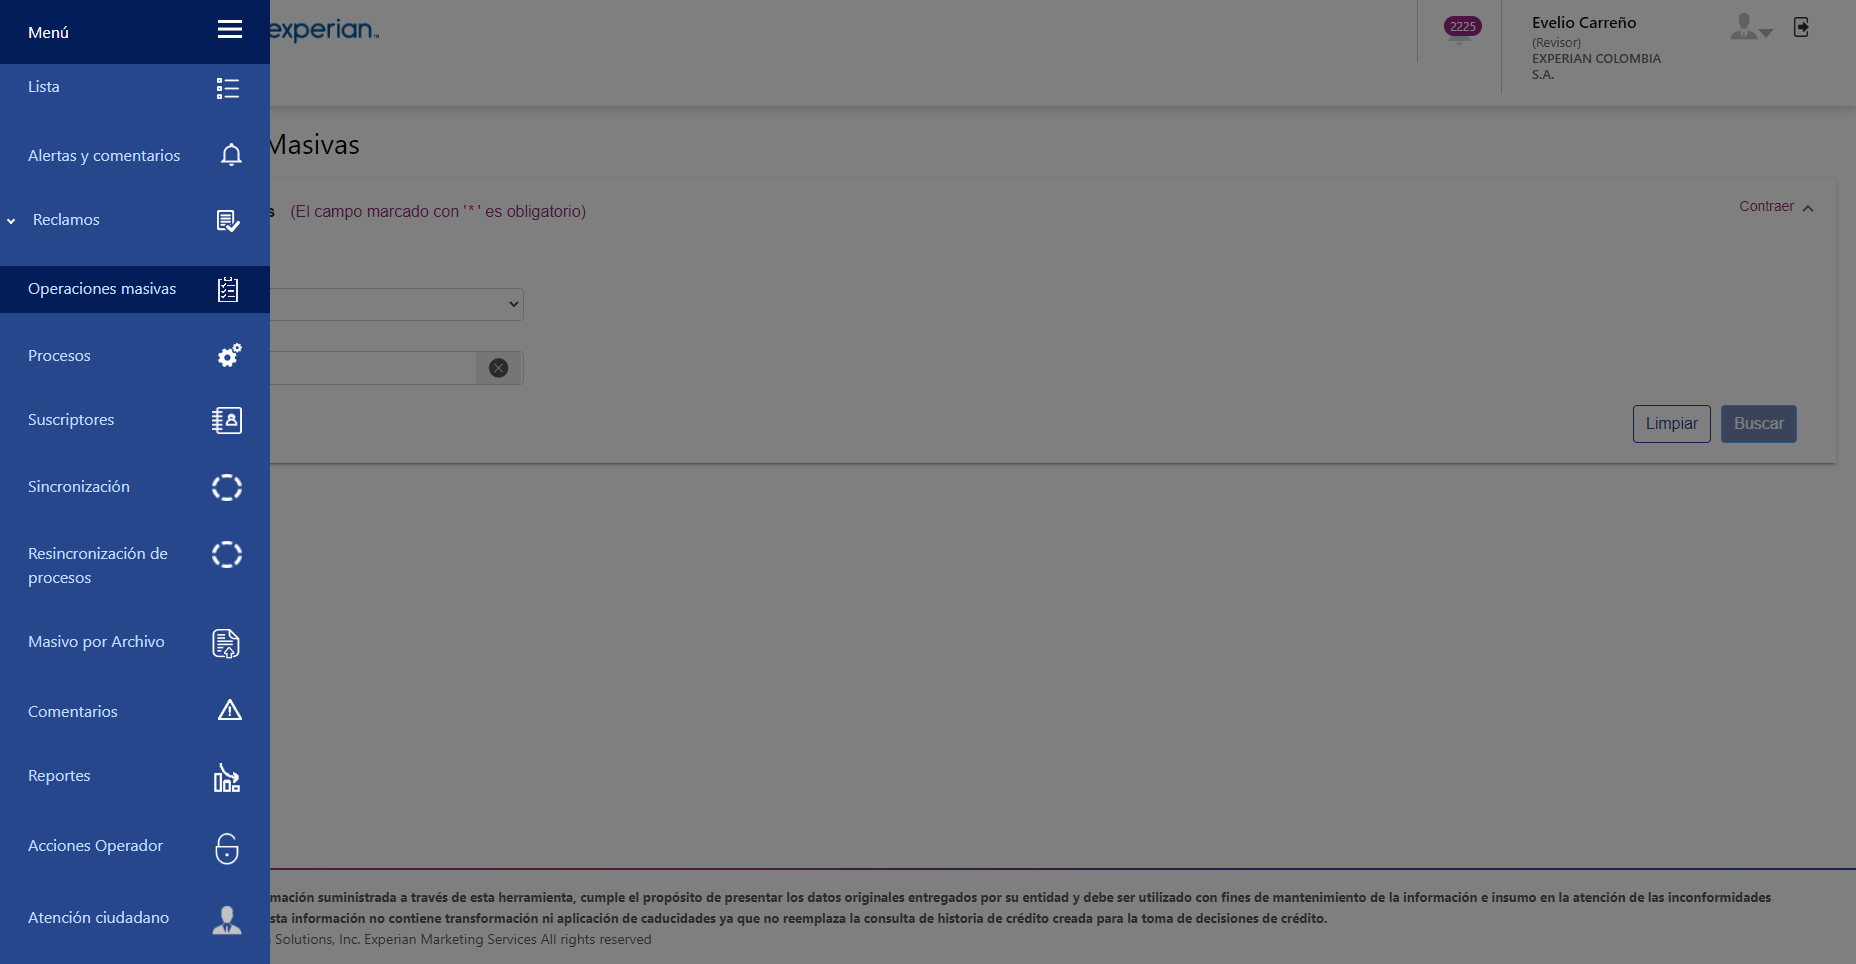 Menú
experian™
2225
Evelio Carreño
(Revisor)
EXPERIAN COLOMBIA
S.A.
Lista
Alertas y comentarios
Reclamos
Operaciones masivas
Procesos
Suscriptores
Sincronización
Resincronización de
procesos
Masivo por Archivo
Comentarios
Reportes
Acciones Operador
Atención ciudadano
Masivas
s (El campo marcado con '*' es obligatorio)
Contraer
Limpiar
Buscar
mación suministrada a través de esta herramienta, cumple el propósito de presentar los datos originales entregados por su entidad y debe ser utilizado con fines de mantenimiento de la información e insumo en la atención de las inconformidades
sta información no contiene transformación ni aplicación de caducidades ya que no reemplaza la consulta de historia de crédito creada para la toma de decisiones de crédito.
Solutions, Inc. Experian Marketing Services All rights reserved